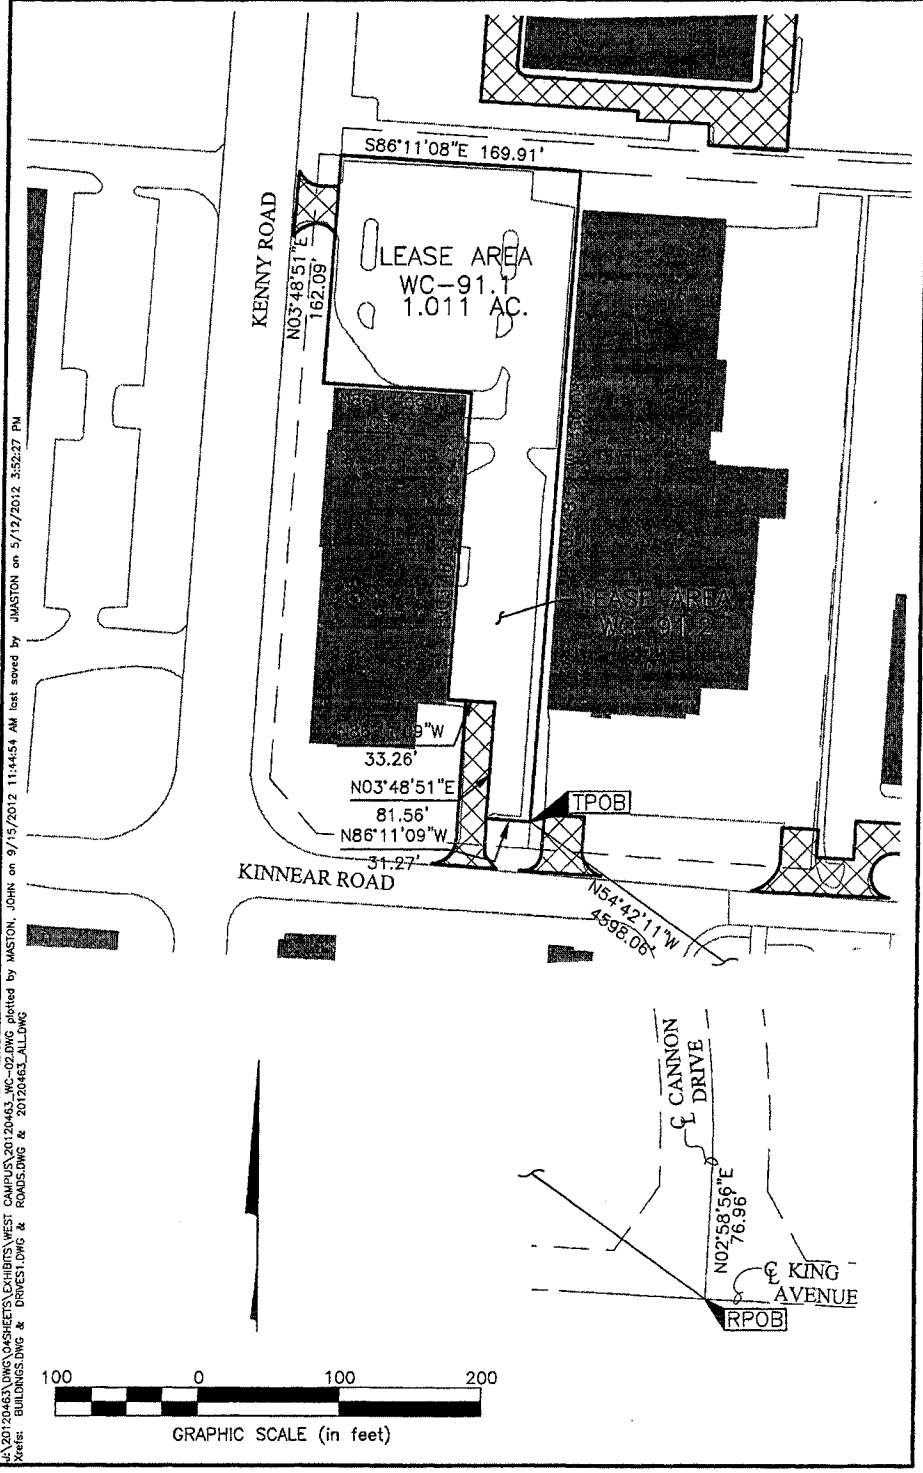 S86°11'08"E 169.91'
KENNY ROAD
N03°48'51"E
162.09'
LEASE AREA
WC-91.1
1.011 AC.
LEASE AREA
WC-91.2
9"W
33.26'
N03°48'51"E
81.56'
N86°11'09"W
31.27'
TPOB
KINNEAR ROAD
N54°42'11"W
4598.06'
℄ CANNON
DRIVE
N02°58'56"E
76.96'
℄ KING
AVENUE
RPOB
100 0 100 200
GRAPHIC SCALE (in feet)
J:\20120463\DWG\04SHEETS\EXHIBITS\WEST CAMPUS\20120463_WC-02.DWG plotted by MASTON, JOHN on 9/15/2012 11:44:54 AM last saved by JMASTON on 5/12/2012 3:52:27 PM
Xrefs: BUILDINGS.DWG & DRIVES1.DWG & ROADS.DWG & 20120463_ALL.DWG